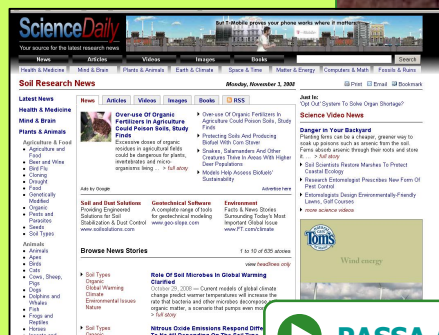 ScienceDaily
Your source for the latest research news
But T-Mobile proves your phone works where it matters.
News Articles Videos Images Books Search
Health & Medicine Mind & Brain Plants & Animals Earth & Climate Space & Time Matter & Energy Computers & Math Fossils & Ruins
Soil Research News
Monday, November 3, 2008
Print Email Bookmark
Latest News
Health & Medicine
Mind & Brain
Plants & Animals
Agriculture & Food
Agriculture and
Food
Beer and Wine
Bird Flu
Cloning
Drought
Food
Genetically
Modified
Organic
Pests and
Parasites
Seeds
Soil Types
Animals
Animals
Apes
Birds
Cats
Cows, Sheep,
Pigs
Dogs
Dolphins and
Whales
Fish
Frogs and
Reptiles
Horses
News Articles Videos Images Books RSS
Over-Use Of Organic
Fertilizers In Agriculture
Could Poison Soils, Study
Finds
Excessive doses of organic
residues in agricultural fields
could be dangerous for plants,
invertebrates and micro-
organisms living ... > full story
Over-Use Of Organic Fertilizers In
Agriculture Could Poison Soils, Study
Finds
Protecting Soils And Producing
Biofuel With Corn Stover
Snakes, Salamanders And Other
Creatures Thrive In Areas With Higher
Deer Populations
Models Help Assess Biofuels'
Sustainability
Ads by Google
Advertise here
Soil and Dust Solutions
Providing Engineered
Solutions for Soil
Stabilization & Dust Control
www.soilsolutions.com
Geotechnical Software
A complete range of tools
for geotechnical modeling
www.geo-slope.com
Environment
Facts & News Stories
Surrounding Today's Most
Important Global Issue
www.FT.com/climate
Browse News Stories
1 to 10 of 635 stories
view headlines only
Soil Types
Organic
Global Warming
Climate
Environmental Issues
Nature
Role Of Soil Microbes In Global Warming
Clarified
October 29, 2008 — Current models of global climate
change predict warmer temperatures will increase the
rate that bacteria and other microbes decompose
organic matter, a scenario that pumps even
> full story
Soil Types
Organic
Nitrous Oxide Emissions Respond
Just In:
'Opt Out' System To Solve Organ Shortage?
Science Video News
Danger in Your Backyard
Planting ferns can be a cheaper, greener way to
soak up poisons such as arsenic from the soil.
Ferns absorb arsenic through their roots and store
it. ... > full story
Soil Scientists Restore Marshes To Protect
Coastal Ecology
Research Entomologist Prescribes New Form Of
Pest Control
Entomologists Design Environmentally-Friendly
Lawns, Golf Courses
more science videos
Tom's
Wind energy
PASSA